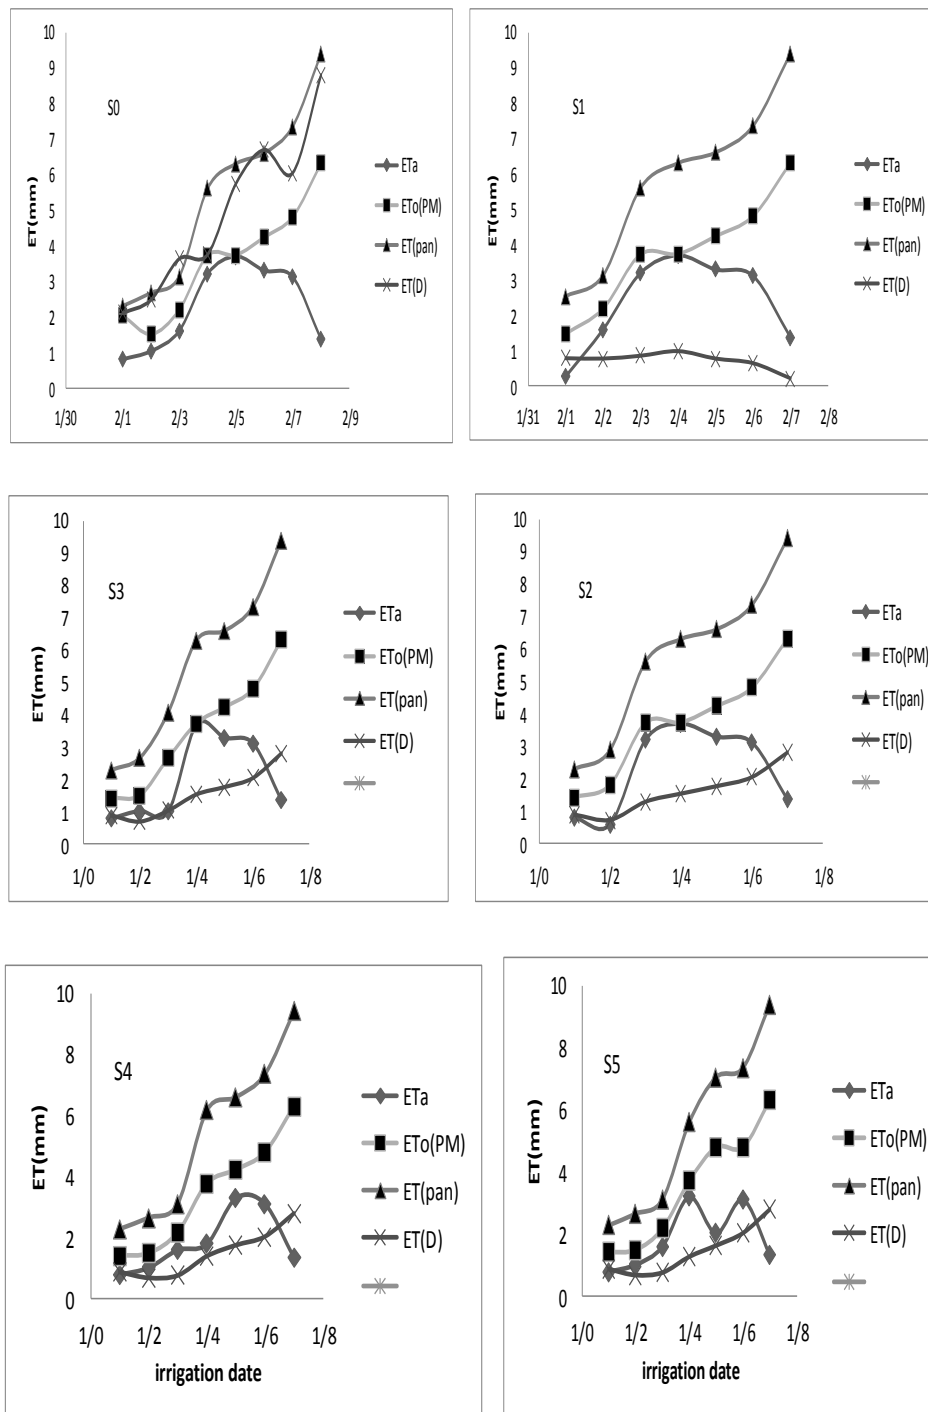 10
9
8
7
6
5
4
3
2
1
0
ET(mm)
S0
ETa
ETo(PM)
ET(pan)
ET(D)
1/30 2/1 2/3 2/5 2/7 2/9
10
9
8
7
6
5
4
3
2
1
0
ET(mm)
S1
ETa
ETo(PM)
ET(pan)
ET(D)
1/31 2/1 2/2 2/3 2/4 2/5 2/6 2/7 2/8
10
9
8
7
6
5
4
3
2
1
0
ET(mm)
S3
ETa
ETo(PM)
ET(pan)
ET(D)
1/0 1/2 1/4 1/6 1/8
10
9
8
7
6
5
4
3
2
1
0
ET(mm)
S2
ETa
ETo(PM)
ET(pan)
ET(D)
1/0 1/2 1/4 1/6 1/8
10
8
6
4
2
0
ET(mm)
S4
ETa
ETo(PM)
ET(pan)
ET(D)
1/0 1/2 1/4 1/6 1/8
irrigation date
10
8
6
4
2
0
ET(mm)
S5
ETa
ETo(PM)
ET(pan)
ET(D)
1/0 1/2 1/4 1/6 1/8
irrigation date